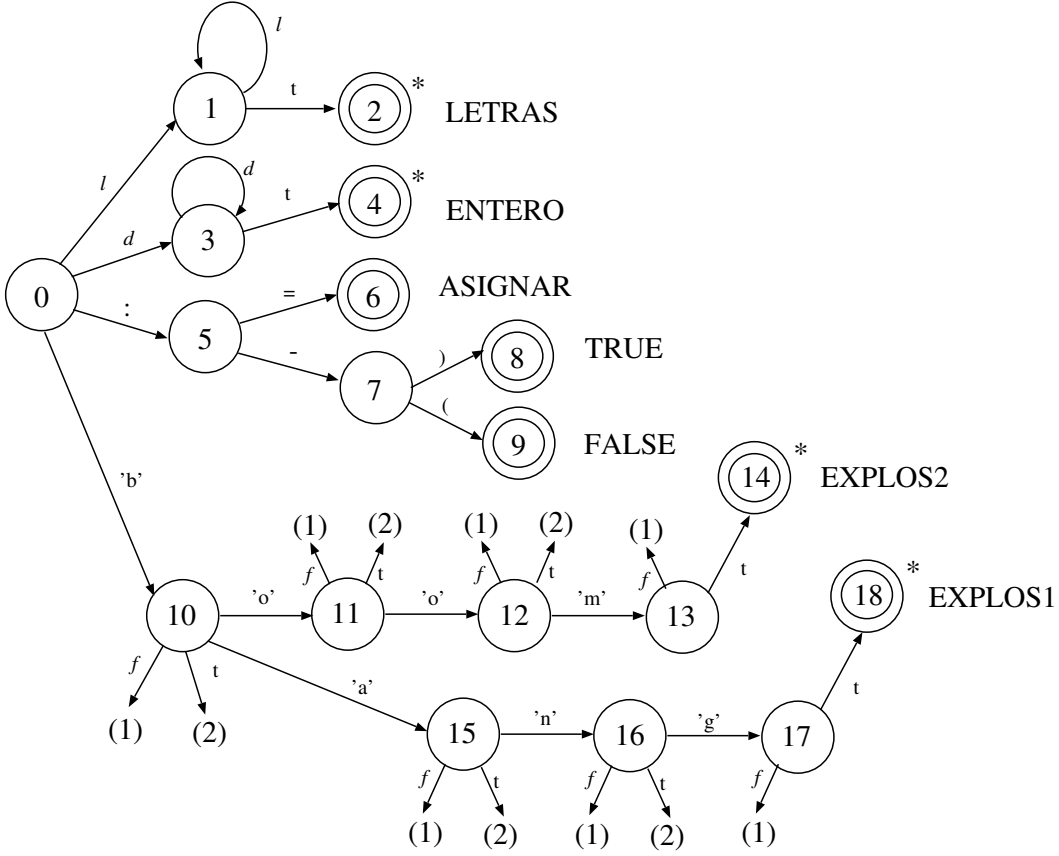 l
1
t
2
*
LETRAS
l
d
3
d
t
4
*
ENTERO
0
:
5
=
6
ASIGNAR
-
7
)
8
TRUE
(
9
FALSE
'b'
10
f
(1)
t
(2)
'o'
11
f
(1)
t
(2)
'o'
12
f
(1)
t
(2)
'm'
13
f
(1)
t
14
*
EXPLOS2
'a'
15
f
(1)
t
(2)
'n'
16
f
(1)
t
(2)
'g'
17
f
(1)
t
18
*
EXPLOS1